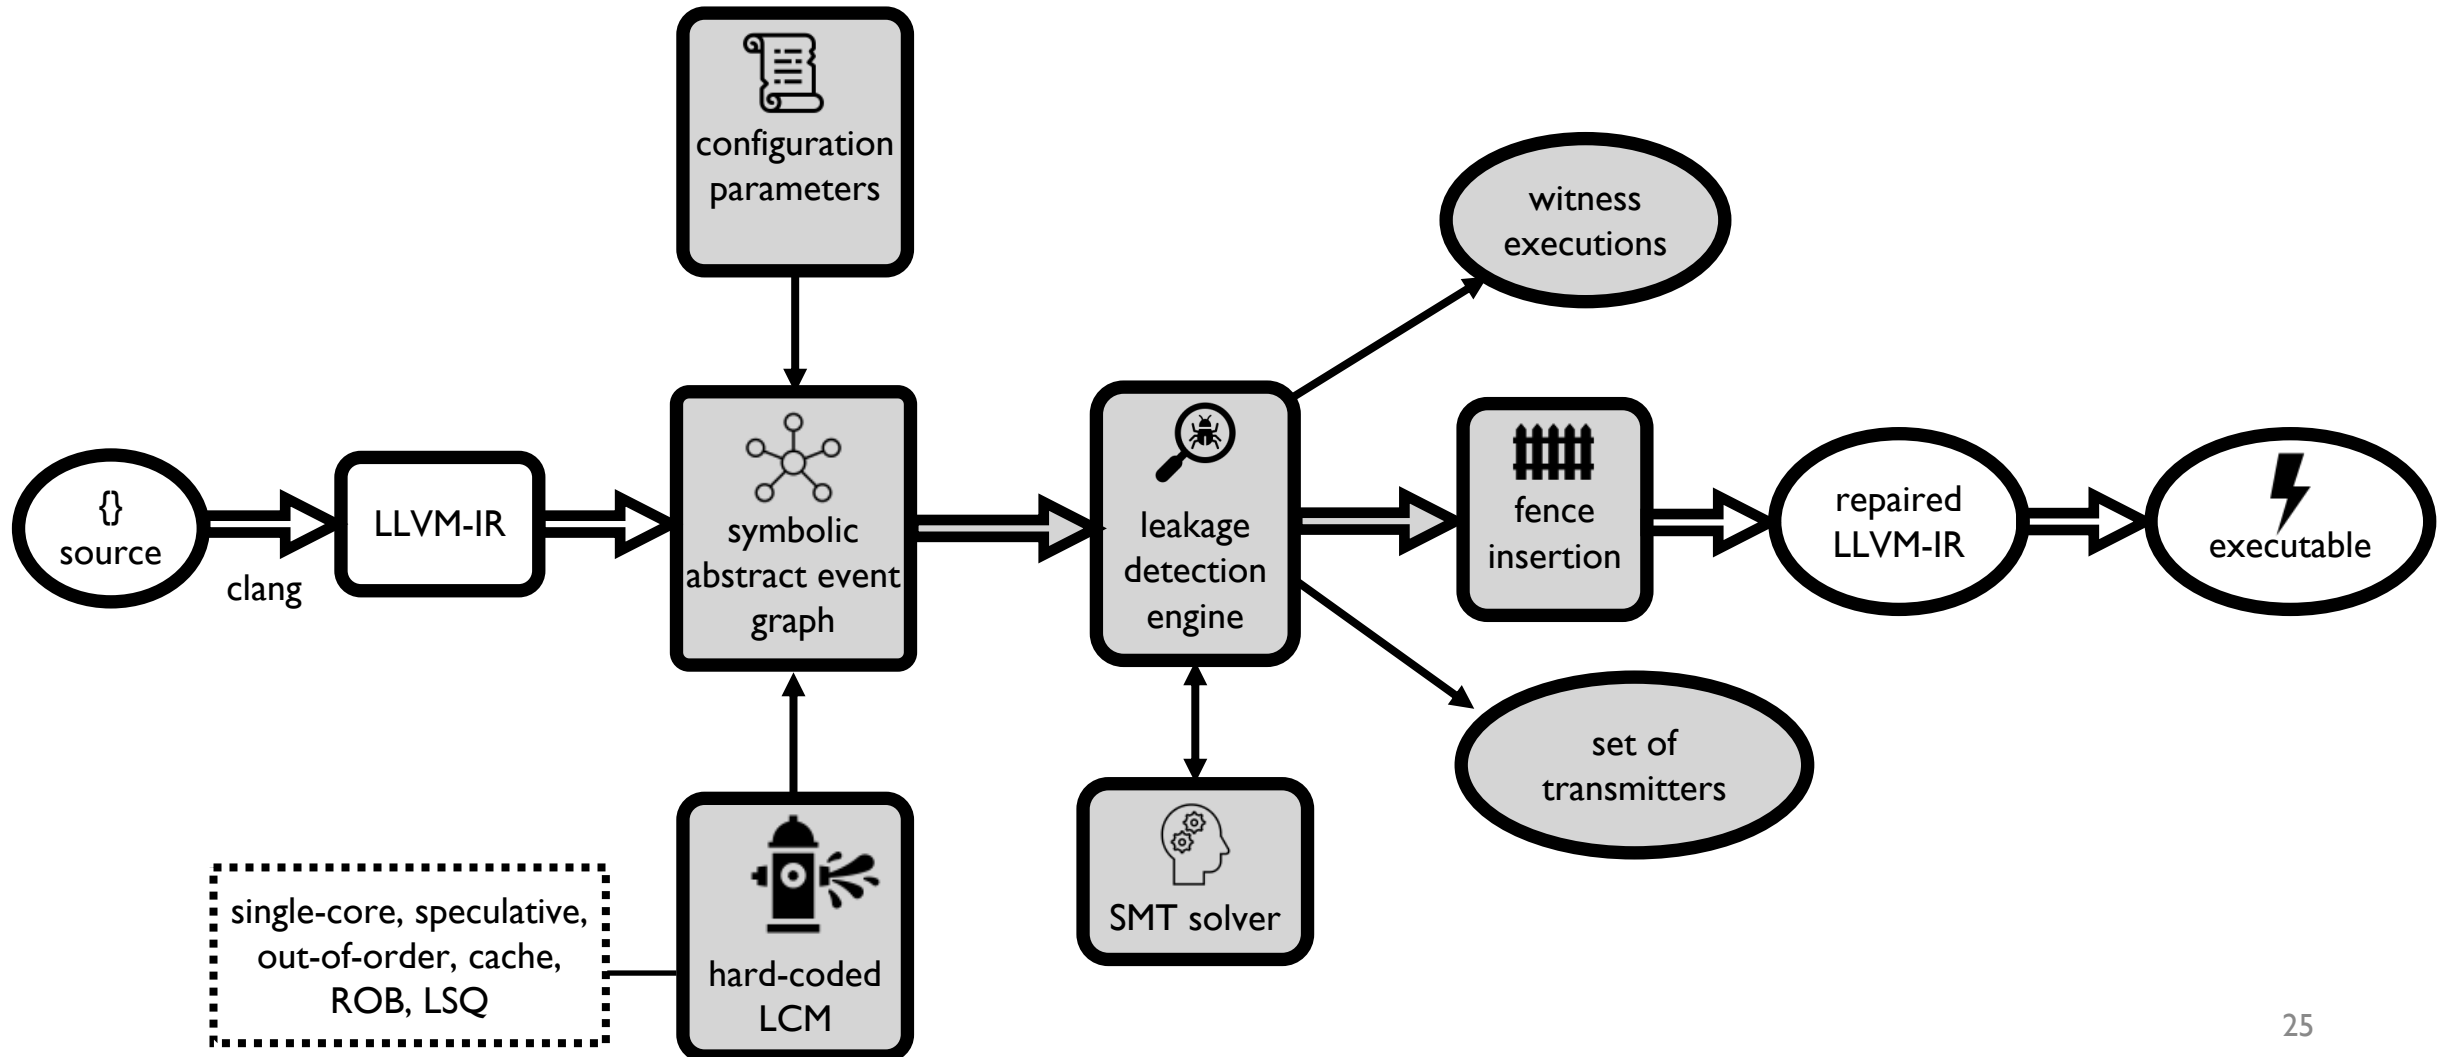 configuration
parameters
witness
executions
{}
source
clang
LLVM-IR
symbolic
abstract event
graph
leakage
detection
engine
fence
insertion
repaired
LLVM-IR
executable
set of
transmitters
SMT solver
hard-coded
LCM
single-core, speculative,
out-of-order, cache,
ROB, LSQ
25